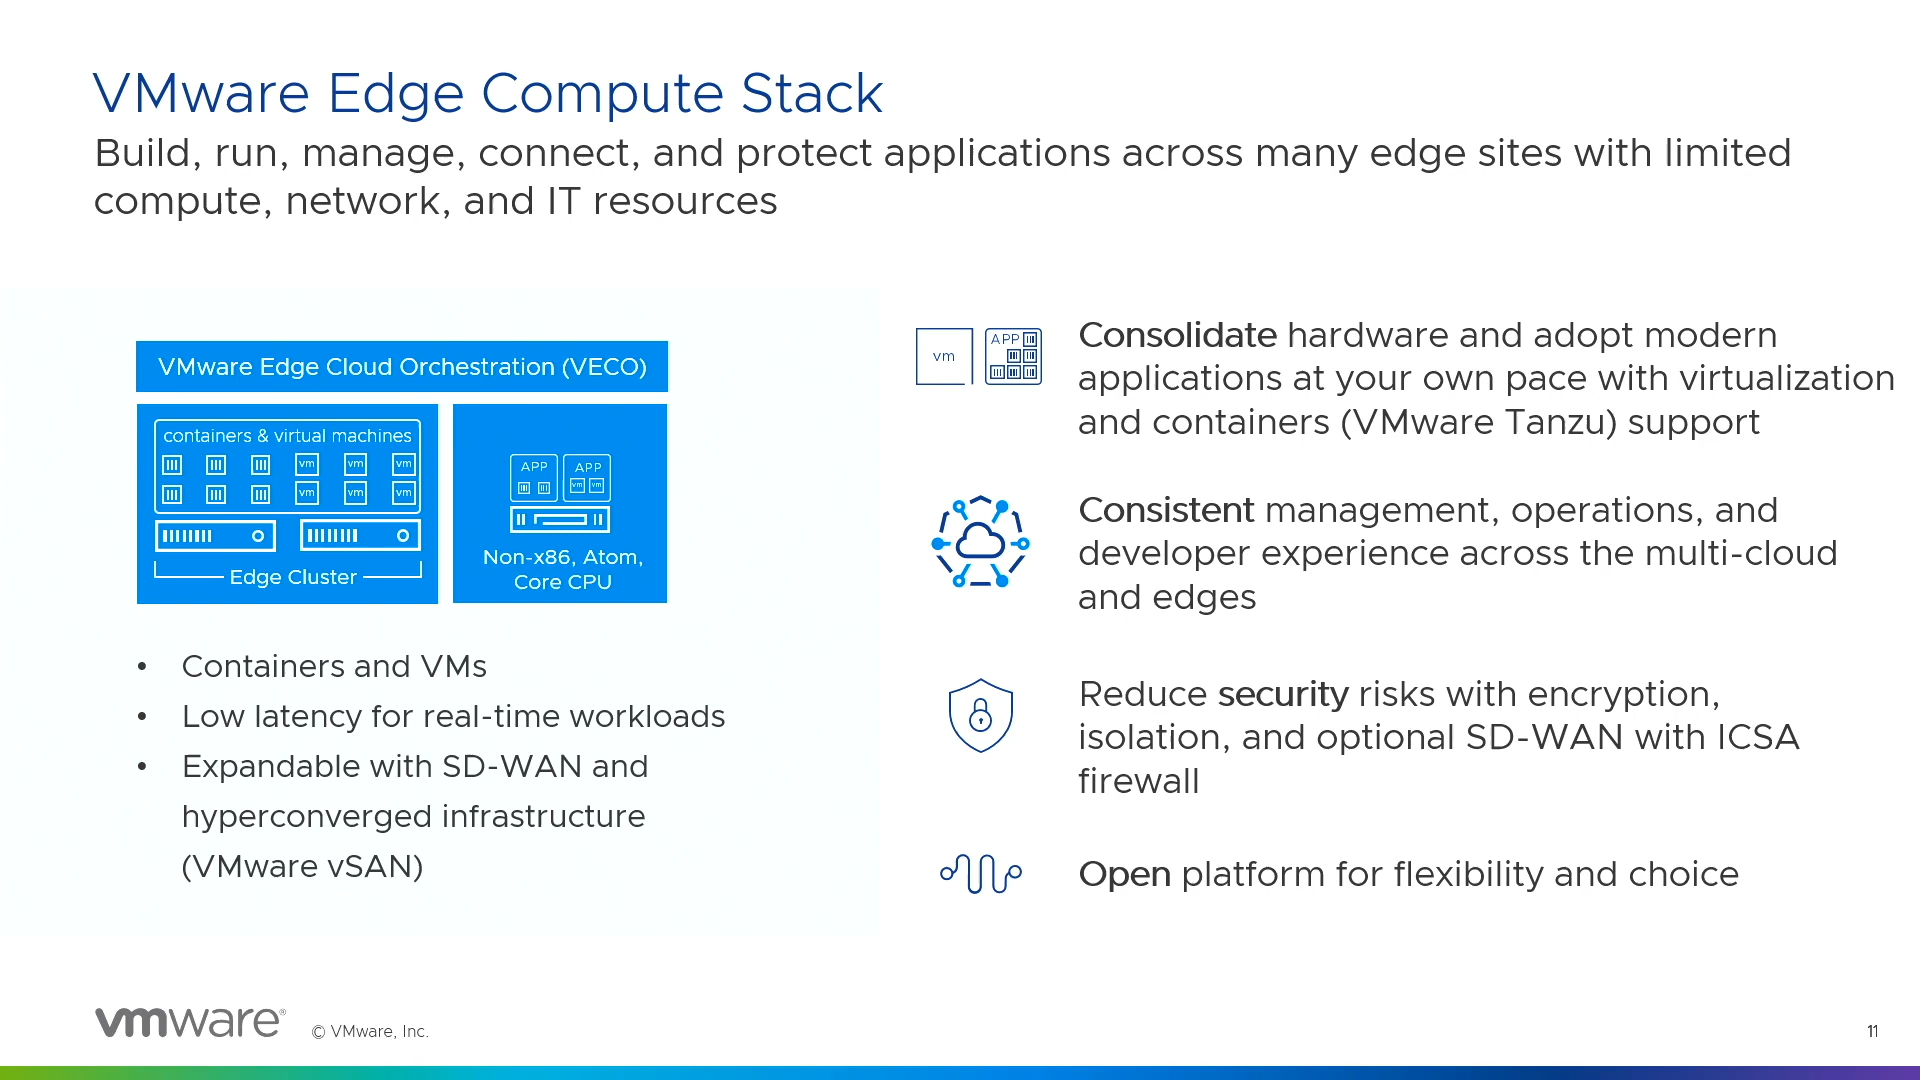 VMware Edge Compute Stack
Build, run, manage, connect, and protect applications across many edge sites with limited
compute, network, and IT resources
VMware Edge Cloud Orchestration (VECO)
containers & virtual machines
vm vm vm
vm vm vm
Edge Cluster
APP APP
vm vm
Non-x86, Atom,
Core CPU
• Containers and VMs
• Low latency for real-time workloads
• Expandable with SD-WAN and
hyperconverged infrastructure
(VMware vSAN)
vm
APP
Consolidate hardware and adopt modern
applications at your own pace with virtualization
and containers (VMware Tanzu) support
Consistent management, operations, and
developer experience across the multi-cloud
and edges
Reduce security risks with encryption,
isolation, and optional SD-WAN with ICSA
firewall
Open platform for flexibility and choice
vmware®
© VMware, Inc.
11